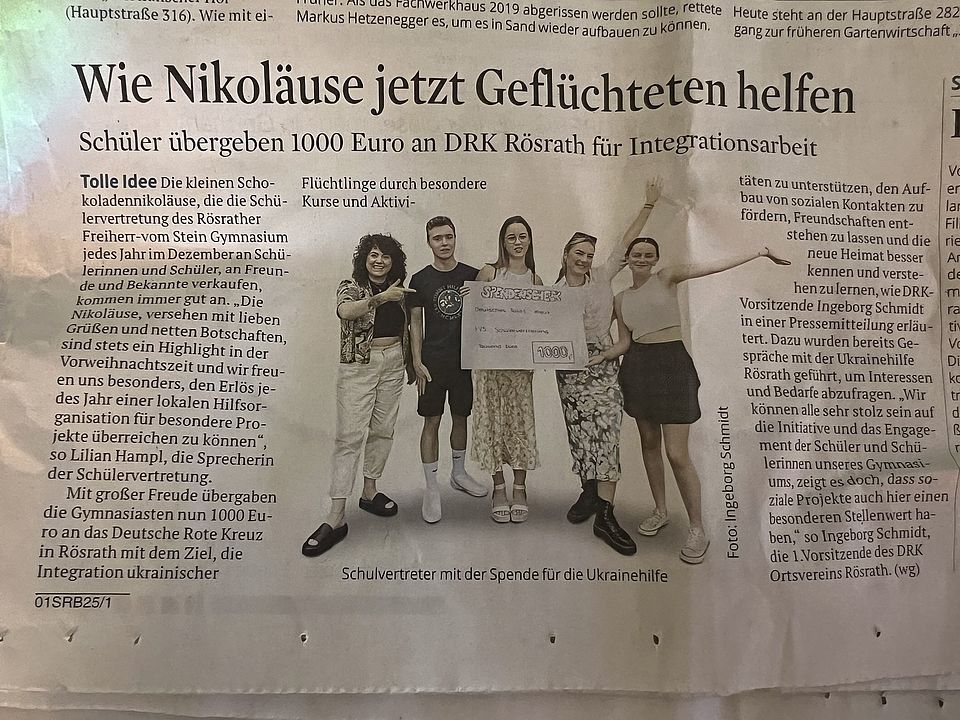 (Hauptstraße 316). Wie mit ei-
Als das Fachwerkhaus 2019 abgerissen werden sollte, rettete
Markus Hetzenegger es, um es in Sand wieder aufbauen zu können.
Heute steht an der Hauptstraße 282
gang zur früheren Gartenwirtschaft
Wie Nikoläuse jetzt Geflüchteten helfen
Schüler übergeben 1000 Euro an DRK Rösrath für Integrationsarbeit
Tolle Idee Die kleinen Scho-
koladennikoläuse, die die Schü-
lervertretung des Rösrather
Freiherr-vom Stein Gymnasium
jedes Jahr im Dezember an Schü-
lerinnen und Schüler, an Freun-
de und Bekannte verkaufen,
kommen immer gut an. „Die
Nikoläuse, versehen mit lieben
Grüßen und netten Botschaften,
sind stets ein Highlight in der
Vorweihnachtszeit und wir freu-
en uns besonders, den Erlös je-
des Jahr einer lokalen Hilfsor-
ganisation für besondere Pro-
jekte überreichen zu können“,
so Lilian Hampl, die Sprecherin
der Schülervertretung.
Mit großer Freude übergaben
die Gymnasiasten nun 1000 Eu-
ro an das Deutsche Rote Kreuz
in Rösrath mit dem Ziel, die
Integration ukrainischer
Flüchtlinge durch besondere
Kurse und Aktivi-
täten zu unterstützen, den Auf-
bau von sozialen Kontakten zu
fördern, Freundschaften ent-
stehen zu lassen und die
neue Heimat besser
kennen und verste-
hen zu lernen, wie DRK-
Vorsitzende Ingeborg Schmidt
in einer Pressemitteilung erläu-
tert. Dazu wurden bereits Ge-
spräche mit der Ukrainehilfe
Rösrath geführt, um Interessen
und Bedarfe abzufragen. „Wir
können alle sehr stolz sein auf
die Initiative und das Engage-
ment der Schüler und Schü-
lerinnen unseres Gymnasi-
ums, zeigt es doch, dass so-
ziale Projekte auch hier einen
besonderen Stellenwert ha-
ben,“ so Ingeborg Schmidt,
die 1.Vorsitzende des DRK
Ortsvereins Rösrath. (wg)
SPENDENSCHECK
Deutsches Rotes
FVS Schülervertretung
Tausend Euro
1000,-
Foto: Ingeborg Schmidt
Schulvertreter mit der Spende für die Ukrainehilfe
01SRB25/1